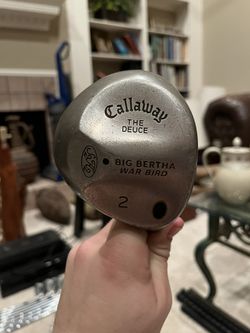 Callaway
THE
DEUCE
BIG BERTHA
WAR BIRD
2